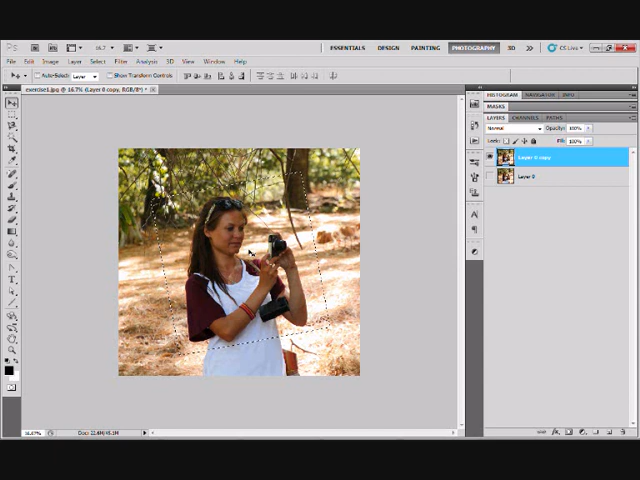 Ps 16.7 ESSENTIALS DESIGN PAINTING PHOTOGRAPHY 3D CS Live
File Edit Image Layer Select Filter Analysis 3D View Window Help
Auto-Select: Layer Show Transform Controls
exercise1.jpg @ 16.7% (Layer 0 copy, RGB/8*) *
HISTOGRAM NAVIGATOR INFO
MASKS
LAYERS CHANNELS PATHS
Normal Opacity: 100%
Lock: Fill: 100%
Layer 0 copy
Layer 0
16.67% Doc: 22.6M/45.1M